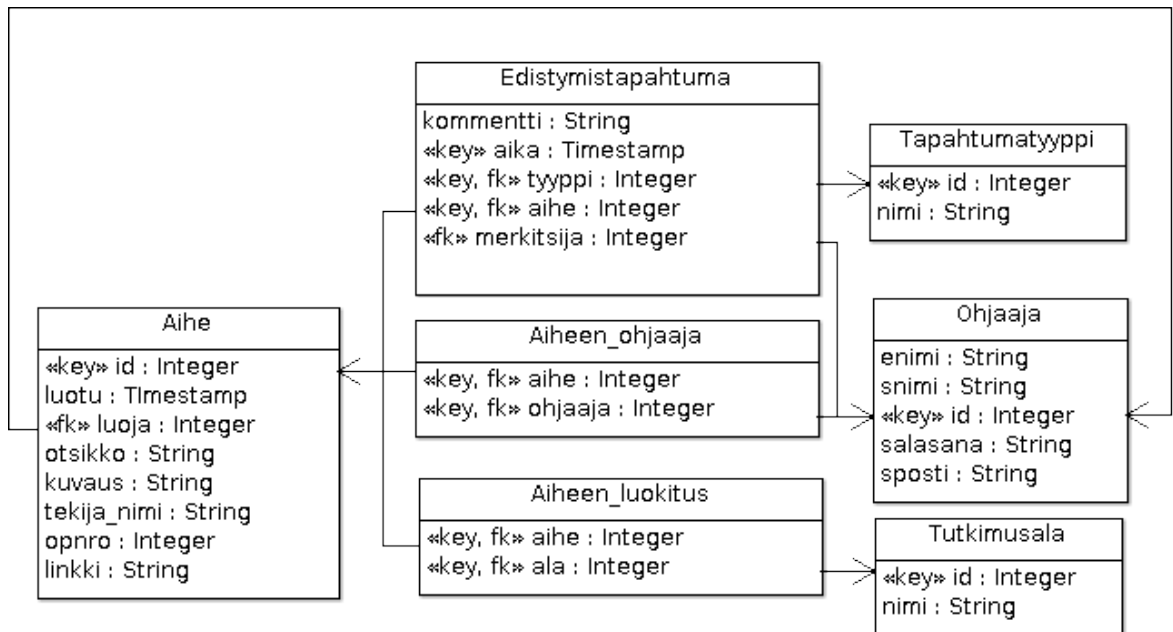 Edistymistapahtuma
kommentti : String
«key» aika : Timestamp
«key, fk» tyyppi : Integer
«key, fk» aihe : Integer
«fk» merkitsija : Integer
Tapahtumatyyppi
«key» id : Integer
nimi : String
Aihe
«key» id : Integer
luotu : TImestamp
«fk» luoja : Integer
otsikko : String
kuvaus : String
tekija_nimi : String
opnro : Integer
linkki : String
Aiheen_ohjaaja
«key, fk» aihe : Integer
«key, fk» ohjaaja : Integer
Ohjaaja
enimi : String
snimi : String
«key» id : Integer
salasana : String
sposti : String
Aiheen_luokitus
«key, fk» aihe : Integer
«key, fk» ala : Integer
Tutkimusala
«key» id : Integer
nimi : String